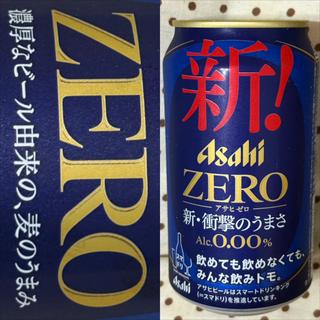 ZERO
濃厚なビール由来の、麦のうまみ
新!
Asahi
ZERO
アサヒゼロ
新・衝撃のうまさ
Alc.0.00%
スマドリ
飲めても飲めなくても、
みんな飲みトモ。
アサヒビールはスマートドリンキング
(=スマドリ)を推進しています。
Asahi